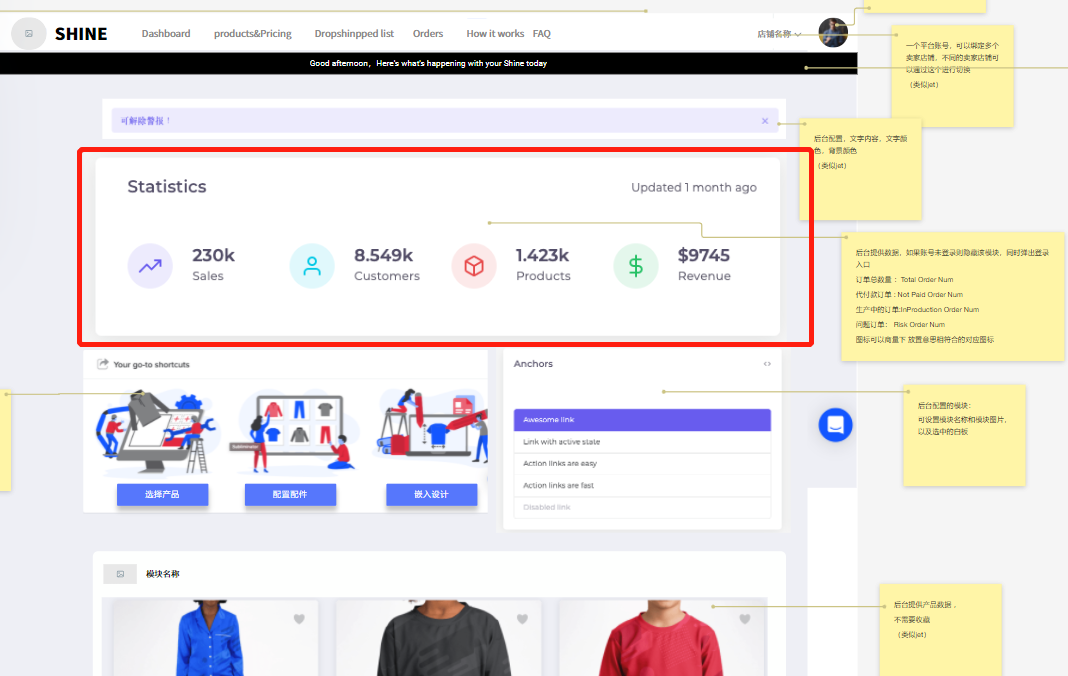 SHINE
Dashboard
products&Pricing
Dropshinpped list
Orders
How it works
FAQ
店铺名称
Good afternoon, Here's what's happening with your Shine today
一个平台账号，可以绑定多个
卖家店铺，不同的卖家店铺可
以通过这个进行切换
（类似jet）
可解除警报！
后台配置，文字内容，文字颜
色，背景颜色
（类似jet）
Statistics
Updated 1 month ago
230k
Sales
8.549k
Customers
1.423k
Products
$9745
Revenue
后台提供数据，如果账号未登录则隐藏该模块，同时弹出登录
入口
订单总数量： Total Order Num
代付款订单 : Not Paid Order Num
生产中的订单:InProduction Order Num
问题订单： Risk Order Num
图标可以商量下 放置意思相符合的对应图标
Your go-to shortcuts
选择产品
配置配件
嵌入设计
Anchors
Awesome link
Link with active state
Action links are easy
Action links are fast
Disabled link
后台配置的模块：
可设置模块名称和模块图片，
以及选中的白板
模块名称
后台提供产品数据，
不需要收藏
（类似jet）